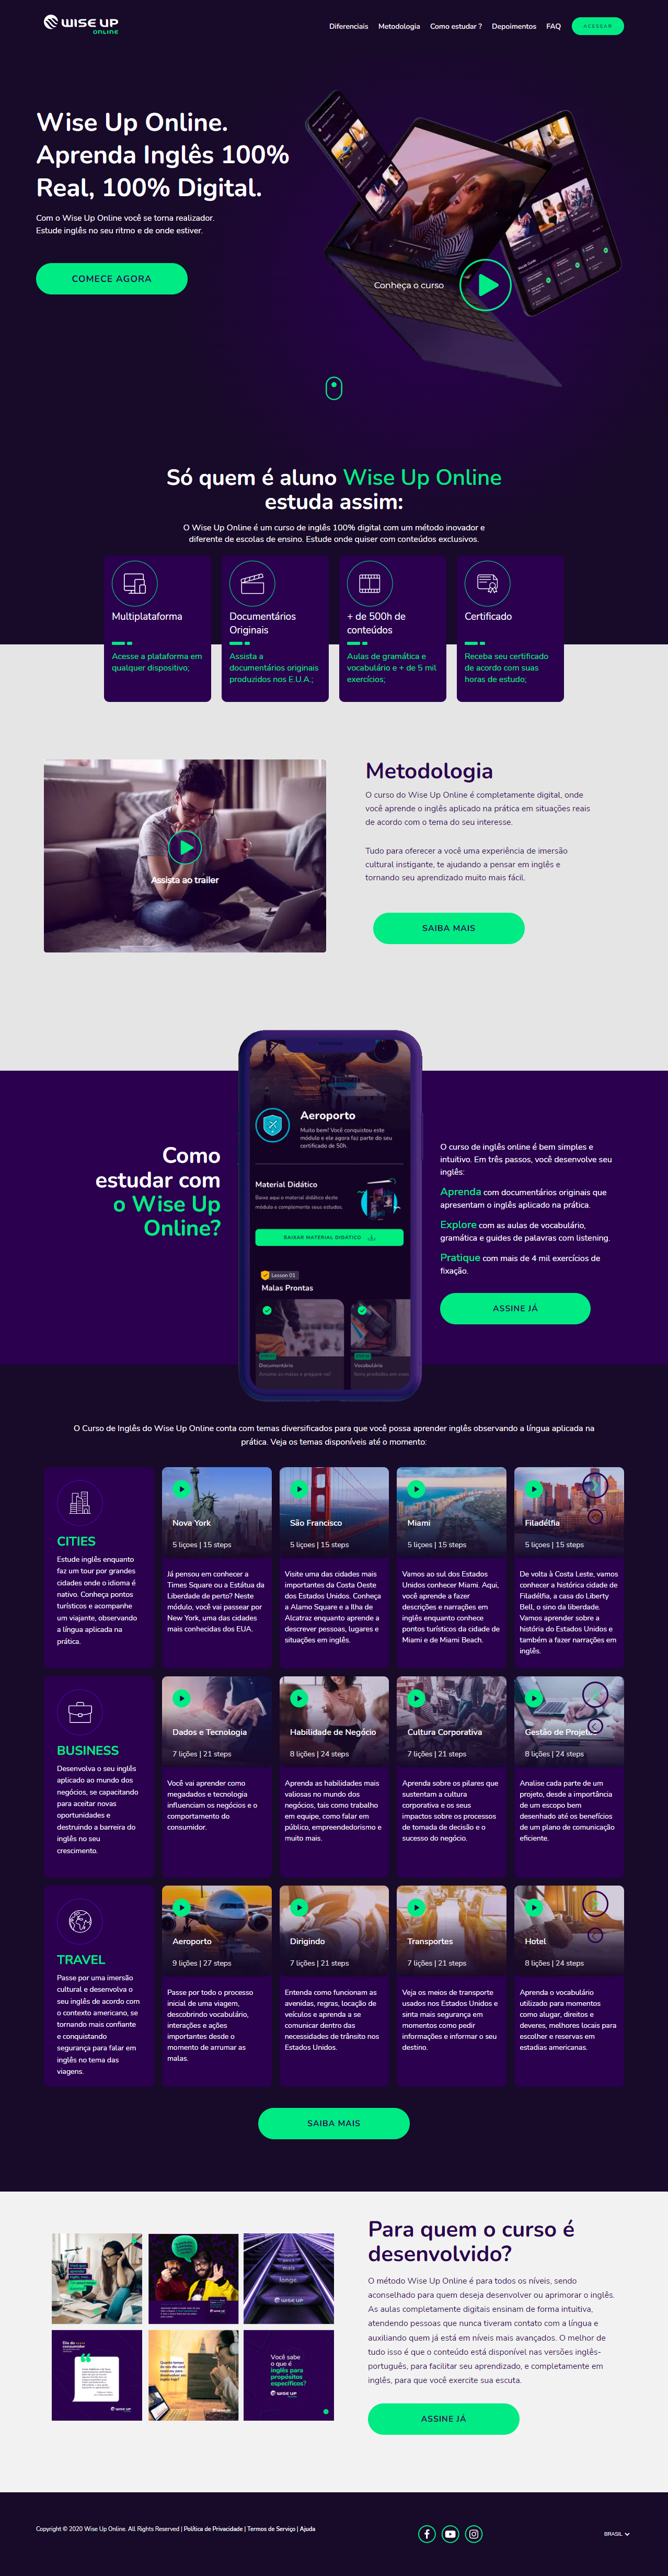 WISE UP
ONLINE
Diferenciais Metodologia Como estudar ? Depoimentos FAQ ACESSAR
Wise Up Online.
Aprenda Inglês 100%
Real, 100% Digital.
Com o Wise Up Online você se torna realizador.
Estude inglês no seu ritmo e de onde estiver.
COMECE AGORA
Conheça o curso
Só quem é aluno Wise Up Online
estuda assim:
O Wise Up Online é um curso de inglês 100% digital com um método inovador e
diferente de escolas de ensino. Estude onde quiser com conteúdos exclusivos.
Multiplataforma
Acesse a plataforma em
qualquer dispositivo;
Documentários
Originais
Assista a
documentários originais
produzidos nos E.U.A.;
+ de 500h de
conteúdos
Aulas de gramática e
vocabulário e + de 5 mil
exercícios;
Certificado
Receba seu certificado
de acordo com suas
horas de estudo;
Assista ao trailer
Metodologia
O curso do Wise Up Online é completamente digital, onde
você aprende o inglês aplicado na prática em situações reais
de acordo com o tema do seu interesse.
Tudo para oferecer a você uma experiência de imersão
cultural instigante, te ajudando a pensar em inglês e
tornando seu aprendizado muito mais fácil.
SAIBA MAIS
Como
estudar com
o Wise Up
Online?
Aeroporto
Muito bem! Você conquistou este
módulo e ele agora faz parte do seu
certificado de 50h.
Material Didático
Baixe aqui o material didático deste
módulo e complemente seus estudos.
BAIXAR MATERIAL DIDÁTICO
Lesson 01
Malas Prontas
Documentário
Vocabulário
O curso de inglês online é bem simples e
intuitivo. Em três passos, você desenvolve seu
inglês:
Aprenda com documentários originais que
apresentam o inglês aplicado na prática.
Explore com as aulas de vocabulário,
gramática e guides de palavras com listening.
Pratique com mais de 4 mil exercícios de
fixação.
ASSINE JÁ
O Curso de Inglês do Wise Up Online conta com temas diversificados para que você possa aprender inglês observando a língua aplicada na
prática. Veja os temas disponíveis até o momento:
CITIES
Estude inglês enquanto
faz um tour por grandes
cidades onde o idioma é
nativo. Conheça pontos
turísticos e acompanhe
um viajante, observando
a língua aplicada na
prática.
Nova York
5 liçoes | 15 steps
Já pensou em conhecer a
Times Square ou a Estátua da
Liberdade de perto? Neste
módulo, você vai passear por
New York, uma das cidades
mais conhecidas dos EUA.
São Francisco
5 liçoes | 15 steps
Visite uma das cidades mais
importantes da Costa Oeste
dos Estados Unidos. Conheça
a Alamo Square e a Ilha de
Alcatraz enquanto aprende a
descrever pessoas, lugares e
situações em inglês.
Miami
5 liçoes | 15 steps
Vamos ao sul dos Estados
Unidos conhecer Miami. Aqui,
você aprende a fazer
descrições e narrações em
inglês enquanto conhece
pontos turísticos da cidade de
Miami e de Miami Beach.
Filadélfia
5 liçoes | 15 steps
De volta à Costa Leste, vamos
conhecer a histórica cidade de
Filadélfia, a casa do Liberty
Bell, o sino da liberdade.
Vamos aprender sobre a
história do Estados Unidos e
também a fazer narrações em
inglês.
BUSINESS
Desenvolva o seu inglês
aplicado ao mundo dos
negócios, se capacitando
para aceitar novas
oportunidades e
destruindo a barreira do
inglês no seu
crescimento.
Dados e Tecnologia
7 lições | 21 steps
Você vai aprender como
megadados e tecnologia
influenciam os negócios e o
comportamento do
consumidor.
Habilidade de Negócio
8 lições | 24 steps
Aprenda as habilidades mais
valiosas no mundo dos
negócios, tais como trabalho
em equipe, como falar em
público, empreendedorismo e
muito mais.
Cultura Corporativa
7 lições | 21 steps
Aprenda sobre os pilares que
sustentam a cultura
corporativa e os seus
impactos sobre os processos
de tomada de decisão e o
sucesso do negócio.
Gestão de Projetos
8 lições | 24 steps
Analise cada parte de um
projeto, desde a importância
de um escopo bem
desenhado até os benefícios
de um plano de comunicação
eficiente.
TRAVEL
Passe por uma imersão
cultural e desenvolva o
seu inglês de acordo com
o contexto americano, se
tornando mais confiante
e conquistando
segurança para falar em
inglês no tema das
viagens.
Aeroporto
9 lições | 27 steps
Passe por todo o processo
inicial de uma viagem,
descobrindo vocabulário,
interações e ações
importantes desde o
momento de arrumar as
malas.
Dirigindo
7 lições | 21 steps
Entenda como funcionam as
avenidas, regras, locação de
veículos e aprenda a se
comunicar dentro das
necessidades de trânsito nos
Estados Unidos.
Transportes
7 lições | 21 steps
Veja os meios de transporte
usados nos Estados Unidos e
sinta mais segurança em
momentos como pedir
informações e informar o seu
destino.
Hotel
8 lições | 24 steps
Aprenda o vocabulário
utilizado para momentos
como alugar, direitos e
deveres, melhores locais para
escolher e reservas em
estadias americanas.
SAIBA MAIS
mais
longe.
WISE UP
WISE UP
Você sabe
o que é
inglês para
propósitos
específicos?
WISE UP
Para quem o curso é
desenvolvido?
O método Wise Up Online é para todos os níveis, sendo
aconselhado para quem deseja desenvolver ou aprimorar o inglês.
As aulas completamente digitais ensinam de forma intuitiva,
atendendo pessoas que nunca tiveram contato com a língua e
auxiliando quem já está em níveis mais avançados. O melhor de
tudo isso é que o conteúdo está disponível nas versões inglês-
português, para facilitar seu aprendizado, e completamente em
inglês, para que você exercite sua escuta.
ASSINE JÁ
Copyright © 2020 Wise Up Online. All Rights Reserved | Política de Privacidade | Termos de Serviço | Ajuda
BRASIL